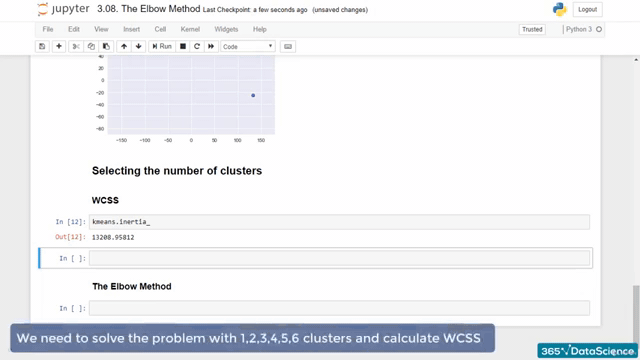 jupyter 3.08. The Elbow Method Last Checkpoint: a few seconds ago (unsaved changes)
Logout
File Edit View Insert Cell Kernel Widgets Help
Trusted Python 3
Run Code
40
20
0
-20
-40
-60
-80
-150 -100 -50 0 50 100 150
Selecting the number of clusters
WCSS
In [12]: kmeans.inertia_
Out[12]: 13208.95812
In [ ]:
The Elbow Method
In [ ]:
We need to solve the problem with 1,2,3,4,5,6 clusters and calculate WCSS
365 DataScience